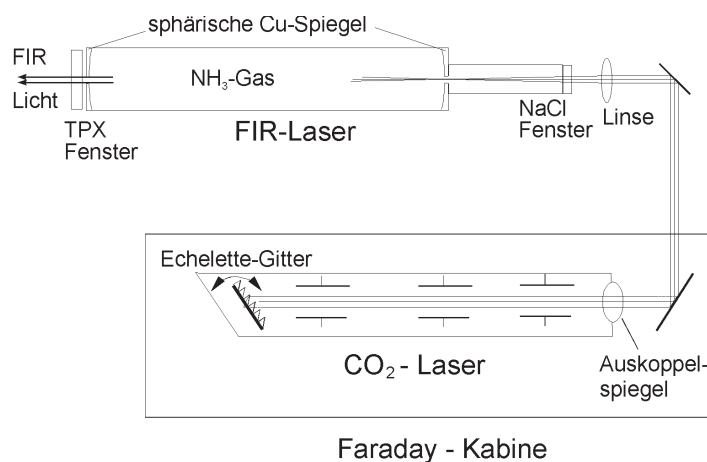 sphärische Cu-Spiegel
FIR
Licht
NH₃-Gas
TPX
Fenster
FIR-Laser
NaCl
Fenster
Linse
Echelette-Gitter
CO₂ - Laser
Auskoppel-
spiegel
Faraday - Kabine